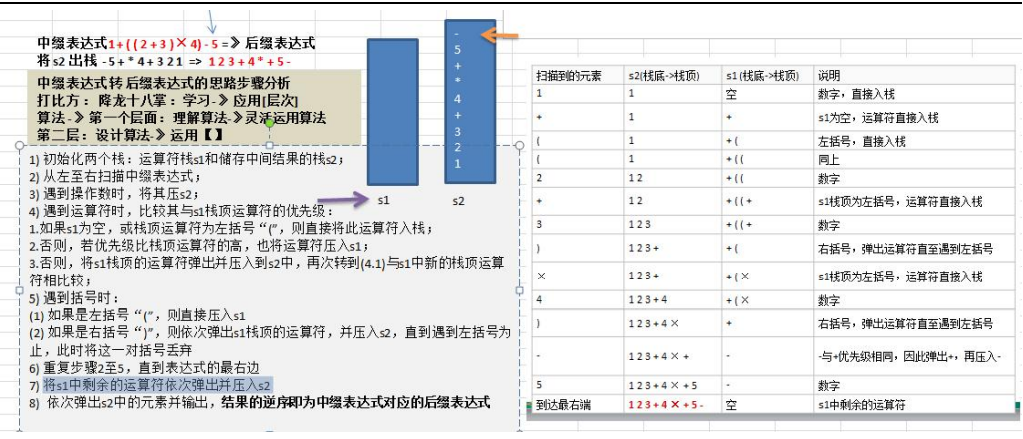 中缀表达式1+((2+3)×4)-5=》后缀表达式
将s2出栈 -5+*4+321 => 123+4*+5-
中缀表达式转后缀表达式的思路步骤分析
打比方：降龙十八掌：学习-》应用[层次]
算法-》第一个层面：理解算法-》灵活运用算法
第二层：设计算法-》运用【】
1) 初始化两个栈：运算符栈s1和储存中间结果的栈s2；
2) 从左至右扫描中缀表达式；
3) 遇到操作数时，将其压s2；
4) 遇到运算符时，比较其与s1栈顶运算符的优先级：
1.如果s1为空，或栈顶运算符为左括号“(”，则直接将此运算符入栈；
2.否则，若优先级比栈顶运算符的高，也将运算符压入s1；
3.否则，将s1栈顶的运算符弹出并压入到s2中，再次转到(4.1)与s1中新的栈顶运算
符相比较；
5) 遇到括号时：
(1) 如果是左括号“(”，则直接压入s1
(2) 如果是右括号“)”，则依次弹出s1栈顶的运算符，并压入s2，直到遇到左括号为
止，此时将这一对括号丢弃
6) 重复步骤2至5，直到表达式的最右边
7) 将s1中剩余的运算符依次弹出并压入s2
8) 依次弹出s2中的元素并输出，结果的逆序即为中缀表达式对应的后缀表达式
s1
-
5
+
*
4
+
3
2
1
s2
扫描到的元素 s2(栈底->栈顶) s1 (栈底->栈顶) 说明
1 1 空 数字，直接入栈
+ 1 + s1为空，运算符直接入栈
( 1 + ( 左括号，直接入栈
( 1 + ( ( 同上
2 1 2 + ( ( 数字
+ 1 2 + ( ( + s1栈顶为左括号，运算符直接入栈
3 1 2 3 + ( ( + 数字
) 1 2 3 + + ( 右括号，弹出运算符直至遇到左括号
× 1 2 3 + + ( × s1栈顶为左括号，运算符直接入栈
4 1 2 3 + 4 + ( × 数字
) 1 2 3 + 4 × + 右括号，弹出运算符直至遇到左括号
- 1 2 3 + 4 × + - -与+优先级相同，因此弹出+，再压入-
5 1 2 3 + 4 × + 5 - 数字
到达最右端 1 2 3 + 4 × + 5 - 空 s1中剩余的运算符